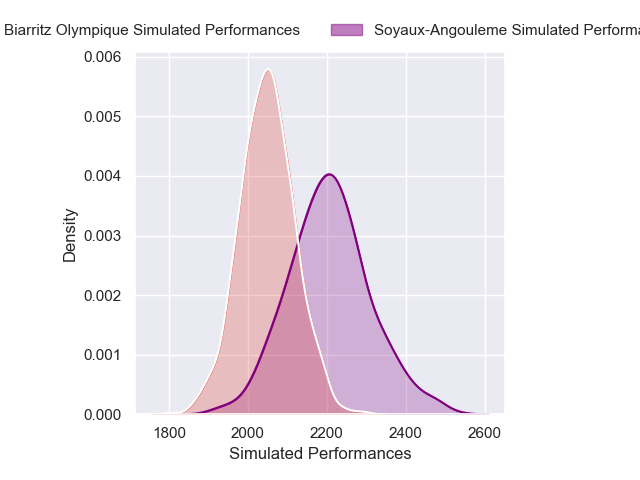 Biarritz Olympique Simulated Performances
Soyaux-Angouleme Simulated
0.006
0.005
0.004
0.003
0.002
0.001
0.000
Density
1800 2000 2200 2400 2600
Simulated Performances